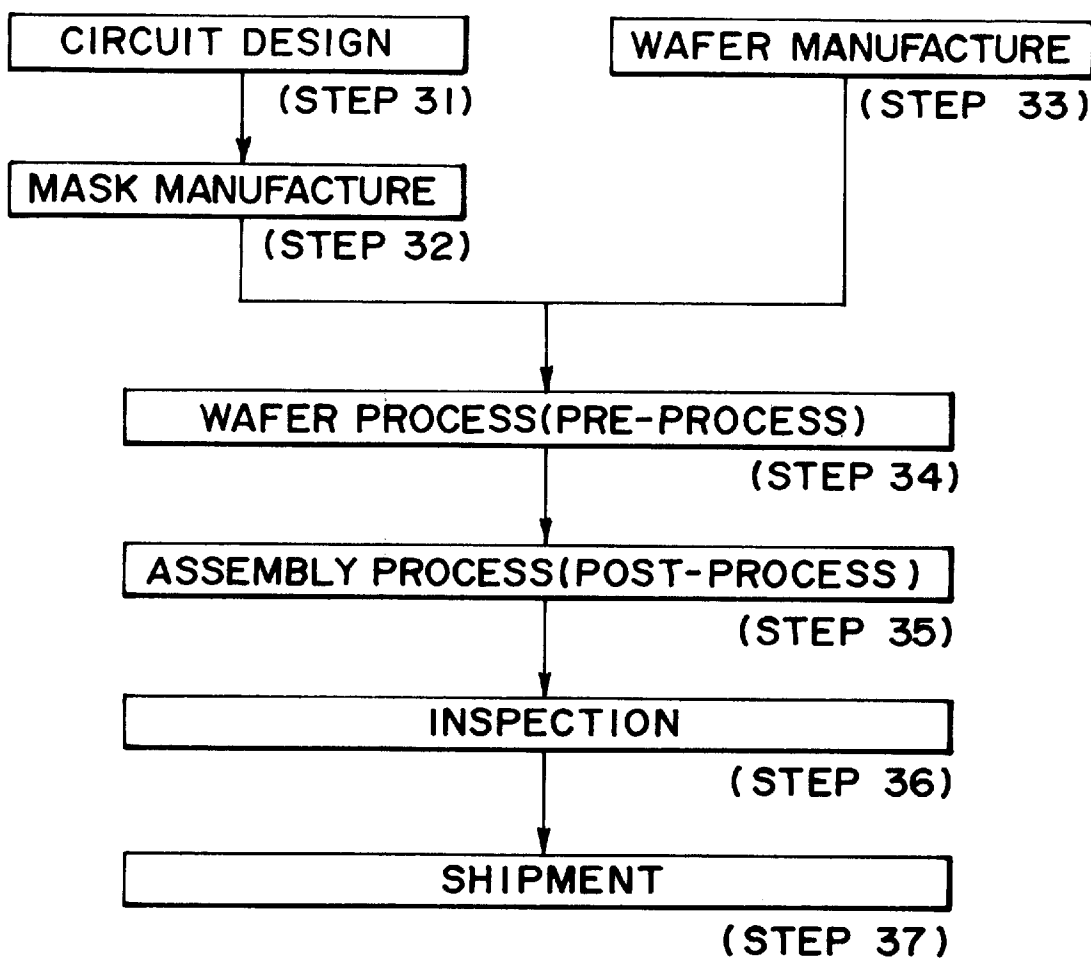 CIRCUIT DESIGN
(STEP 31)
WAFER MANUFACTURE
(STEP 33)
MASK MANUFACTURE
(STEP 32)
WAFER PROCESS(PRE-PROCESS)
(STEP 34)
ASSEMBLY PROCESS(POST-PROCESS)
(STEP 35)
INSPECTION
(STEP 36)
SHIPMENT
(STEP 37)